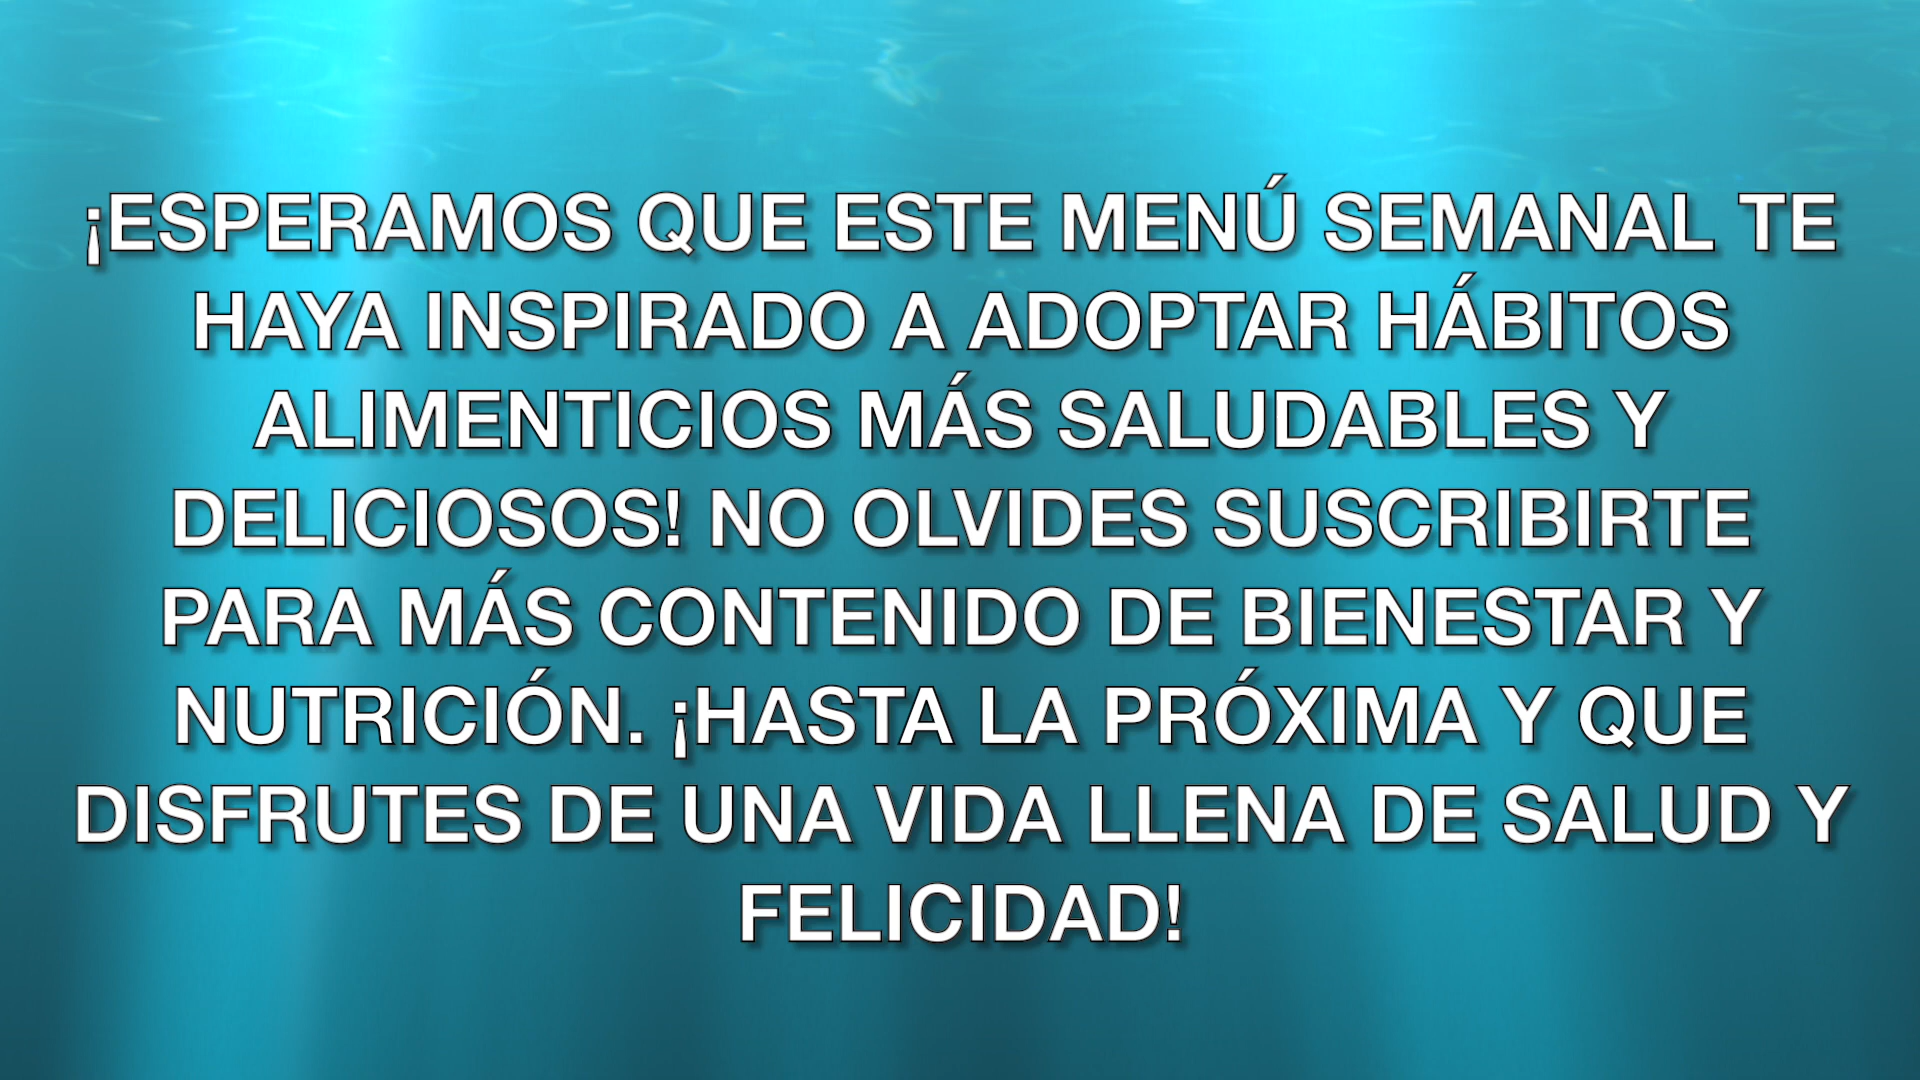 ¡ESPERAMOS QUE ESTE MENÚ SEMANAL TE
HAYA INSPIRADO A ADOPTAR HÁBITOS
ALIMENTICIOS MÁS SALUDABLES Y
DELICIOSOS! NO OLVIDES SUSCRIBIRTE
PARA MÁS CONTENIDO DE BIENESTAR Y
NUTRICIÓN. ¡HASTA LA PRÓXIMA Y QUE
DISFRUTES DE UNA VIDA LLENA DE SALUD Y
FELICIDAD!